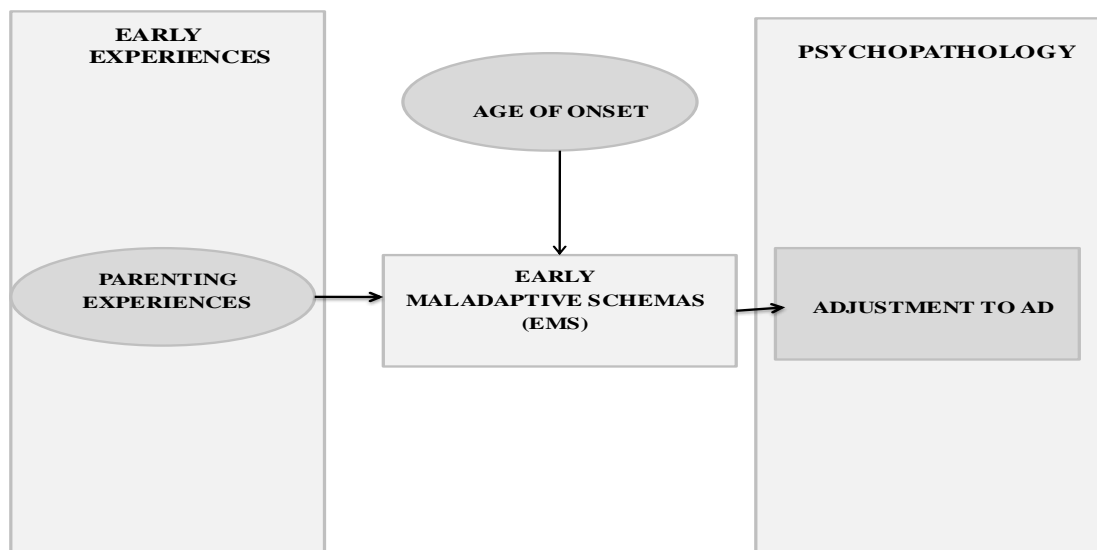 EARLY
EXPERIENCES
PARENTING
EXPERIENCES
AGE OF ONSET
EARLY
MALADAPTIVE SCHEMAS
(EMS)
PSYCHOPATHOLOGY
ADJUSTMENT TO AD